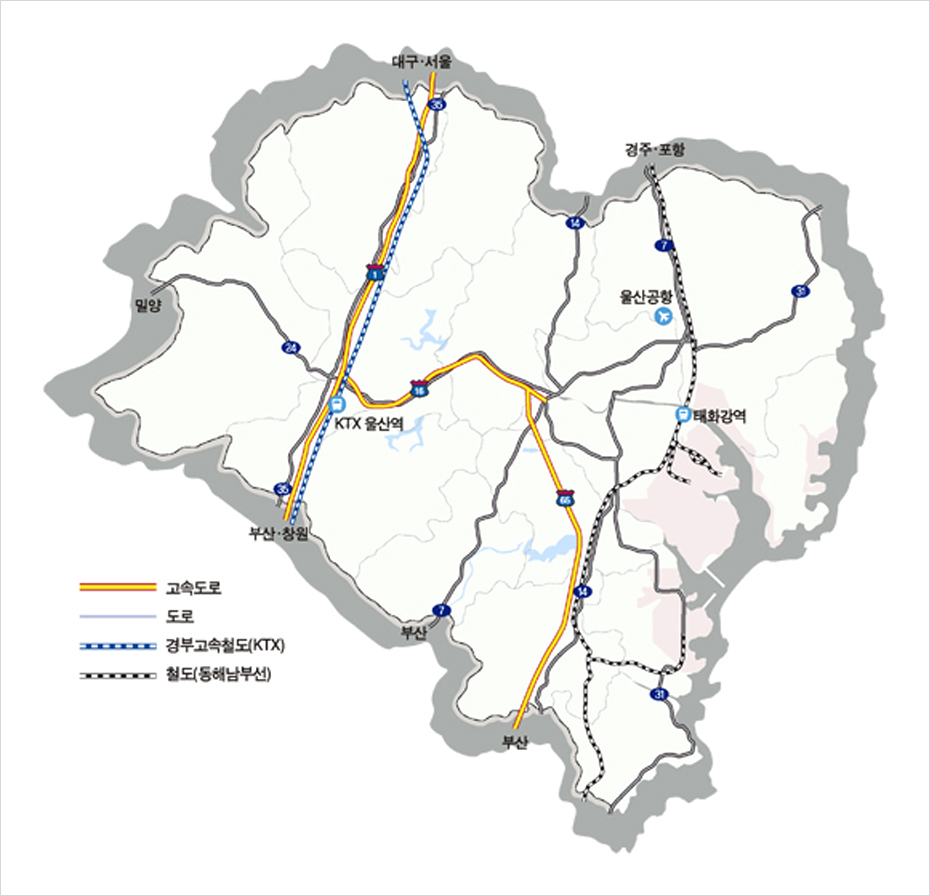 대구·서울
35
경주·포항
14
7
1
31
울산공항
밀양
24
16
KTX 울산역
태화강역
35
65
부산·창원
고속도로
14
7
도로
부산
경부고속철도(KTX)
철도(동해남부선)
31
부산